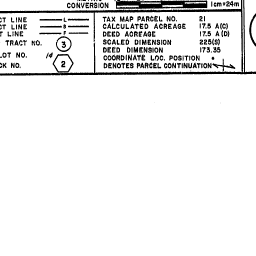 CONVERSION 1cm=24m
CT LINE L
CT LINE B
T LINE F
TRACT NO. 3
LOT NO. 14
CK NO. 2
TAX MAP PARCEL NO. 21
CALCULATED ACREAGE 17.5 A(C)
DEED ACREAGE 17.5 A(D)
SCALED DIMENSION 225(S)
DEED DIMENSION 173.35
COORDINATE LOC. POSITION +
DENOTES PARCEL CONTINUATION